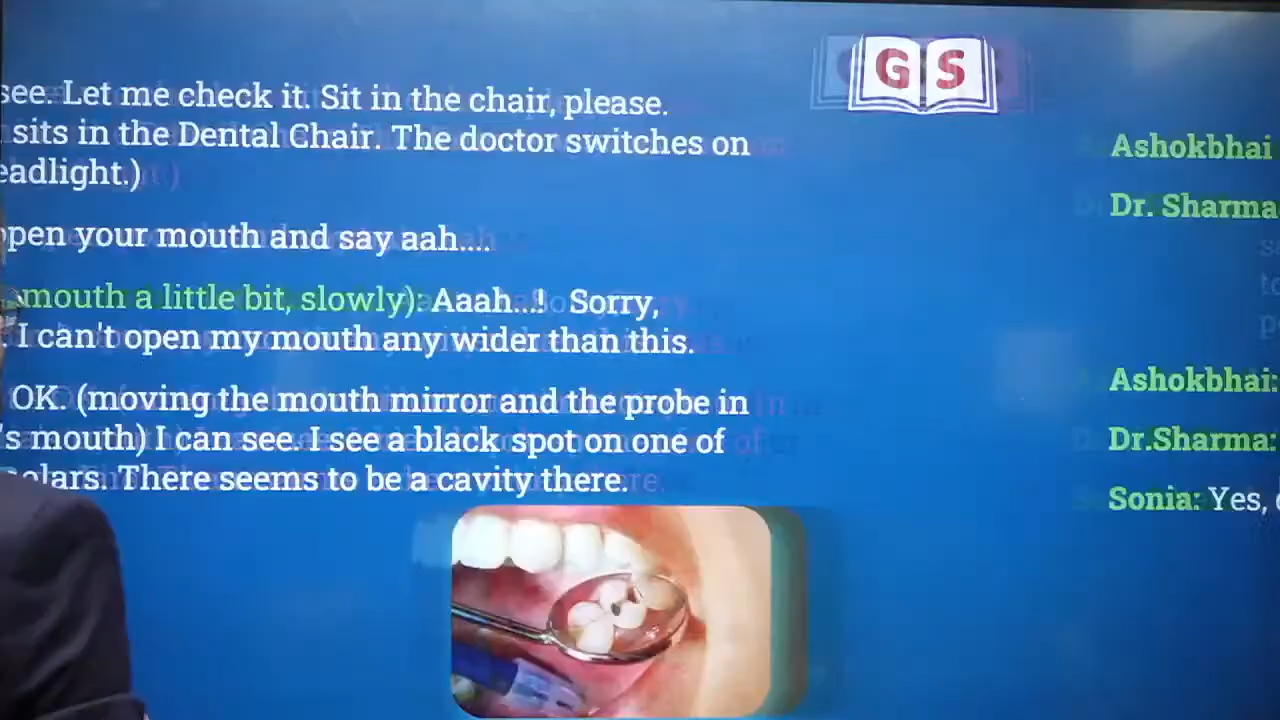 see. Let me check it. Sit in the chair, please.
sits in the Dental Chair. The doctor switches on
eadlight.)
open your mouth and say aah....
mouth a little bit, slowly): Aaah...! Sorry,
. I can't open my mouth any wider than this.
OK. (moving the mouth mirror and the probe in
's mouth) I can see. I see a black spot on one of
olars. There seems to be a cavity there.
GS
Ashokbhai
Dr. Sharma
Ashokbhai:
Dr.Sharma:
Sonia: Yes,